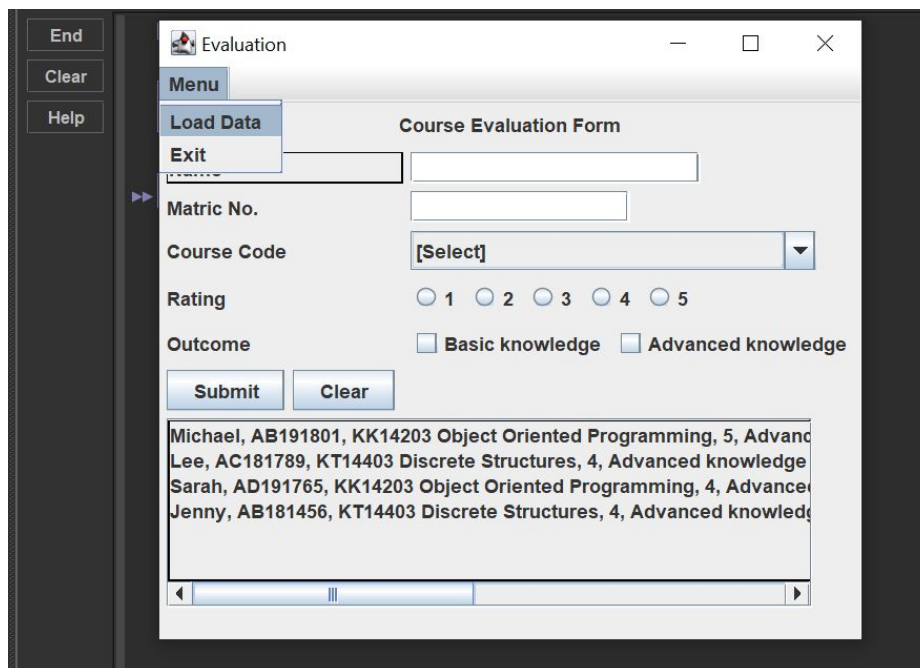 End
Clear
Help
Evaluation
Menu
Load Data
Exit
Course Evaluation Form
Name
Matric No.
Course Code
[Select]
Rating
1 2 3 4 5
Outcome
Basic knowledge Advanced knowledge
Submit Clear
Michael, AB191801, KK14203 Object Oriented Programming, 5, Advanc
Lee, AC181789, KT14403 Discrete Structures, 4, Advanced knowledge
Sarah, AD191765, KK14203 Object Oriented Programming, 4, Advanced
Jenny, AB181456, KT14403 Discrete Structures, 4, Advanced knowledg